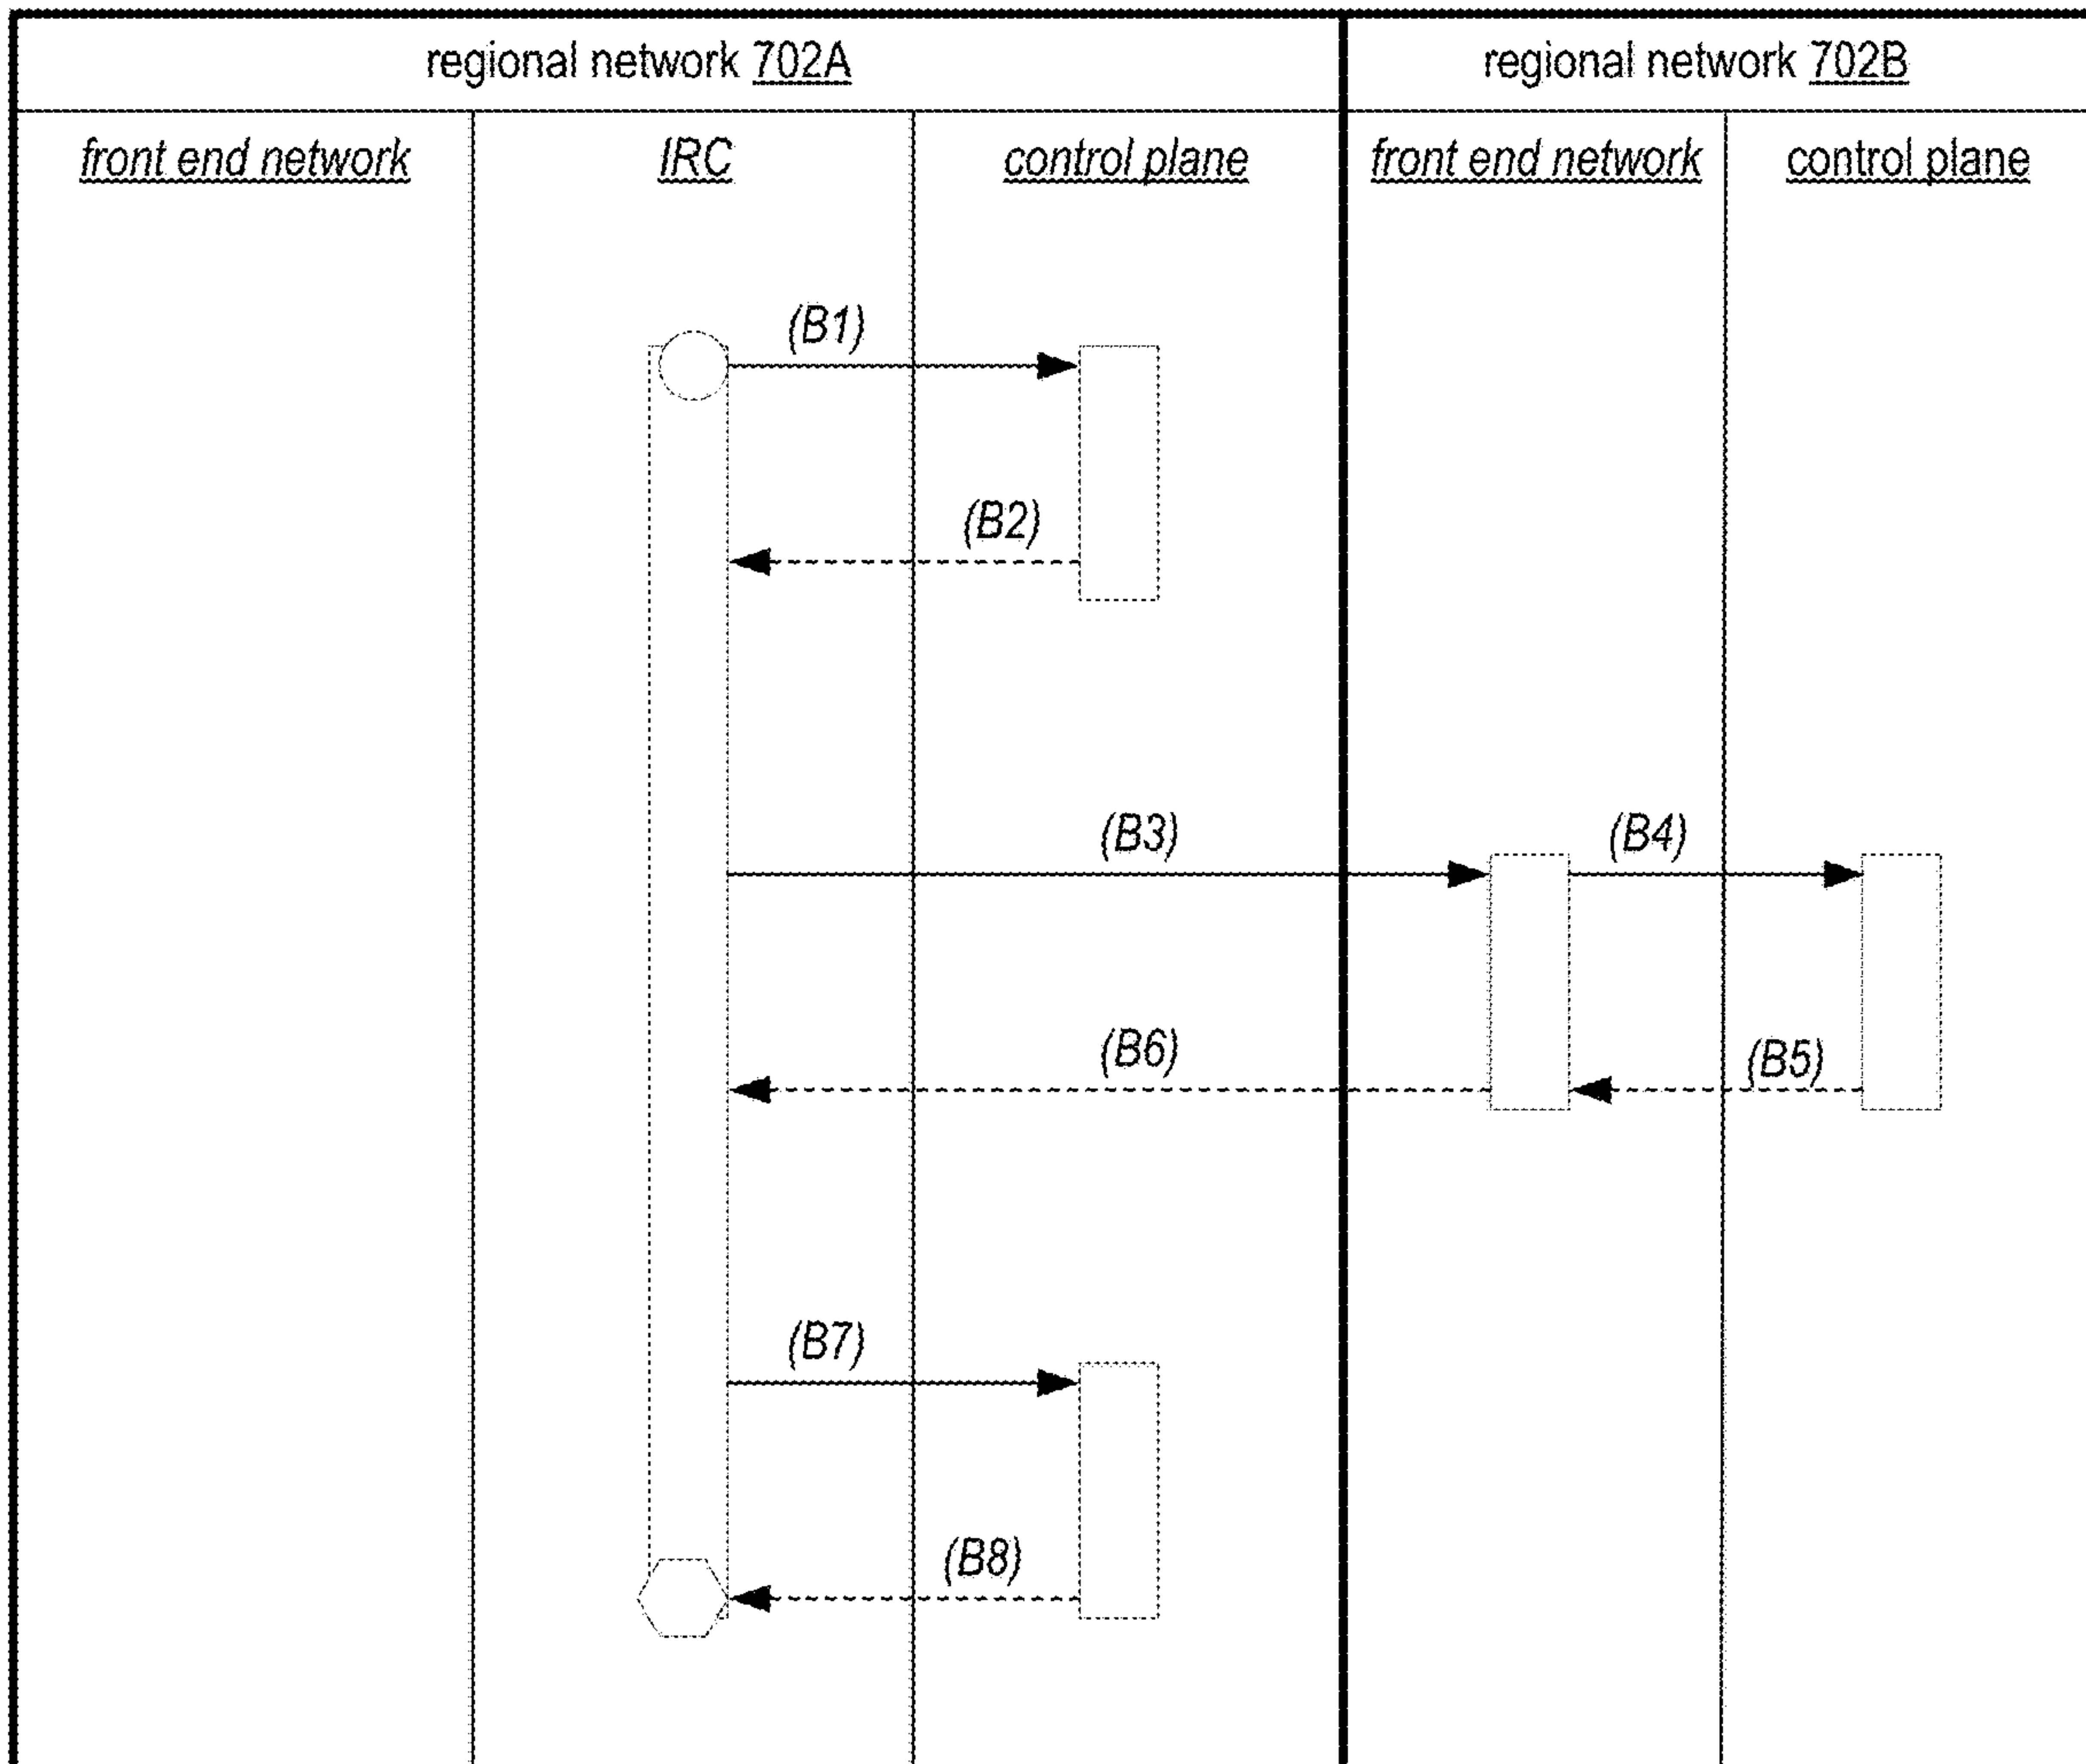 regional network 702A
regional network 702B
front end network
IRC
control plane
front end network
control plane
(B1)
(B2)
(B3)
(B4)
(B6)
(B5)
(B7)
(B8)